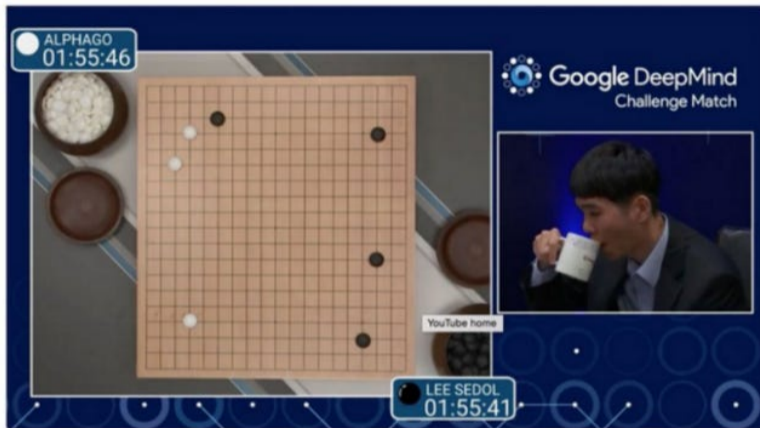 ALPHAGO
01:55:46
Google DeepMind
Challenge Match
YouTube home
LEE SEDOL
01:55:41